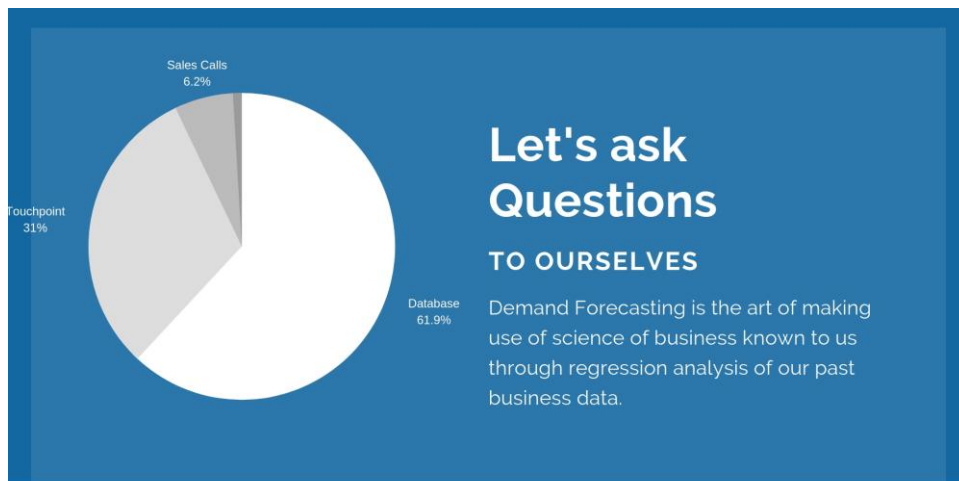 Sales Calls
6.2%
Touchpoint
31%
Database
61.9%
Let's ask
Questions
TO OURSELVES
Demand Forecasting is the art of making
use of science of business known to us
through regression analysis of our past
business data.